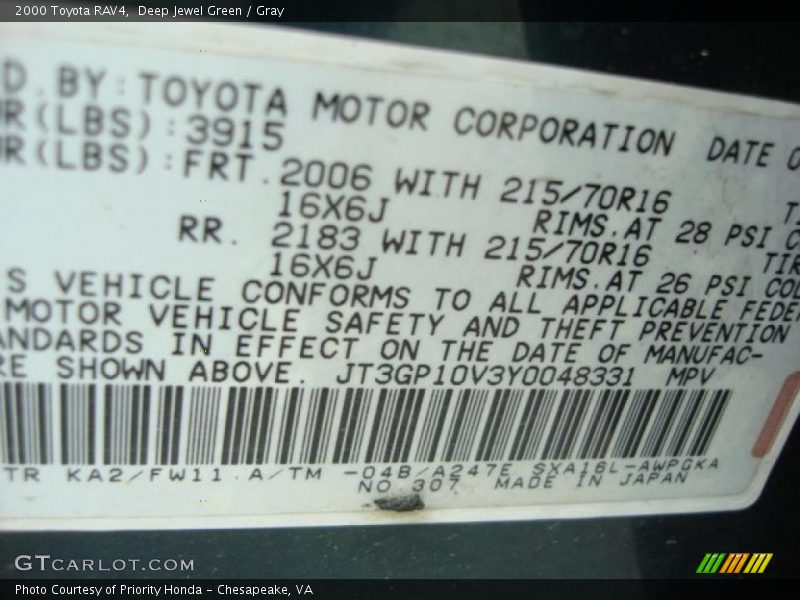 2000 Toyota RAV4, Deep Jewel Green / Gray
D. BY: TOYOTA MOTOR CORPORATION DATE
(LBS): 3915
(LBS): FRT. 2006 WITH 215/70R16
16X6J RIMS. AT 28 PSI
RR. 2183 WITH 215/70R16
16X6J RIMS. AT 26 PSI
S VEHICLE CONFORMS TO ALL APPLICABLE FEDE
MOTOR VEHICLE SAFETY AND THEFT PREVENTION
ANDARDS IN EFFECT ON THE DATE OF MANUFAC-
RE SHOWN ABOVE. JT3GP10V3Y0048331 MPV
TR KA2/FW11 A/TM -04B/A247E SXA16L-AWPGKA
NO 307 MADE IN JAPAN
GTCARLOT.COM
Photo Courtesy of Priority Honda - Chesapeake, VA